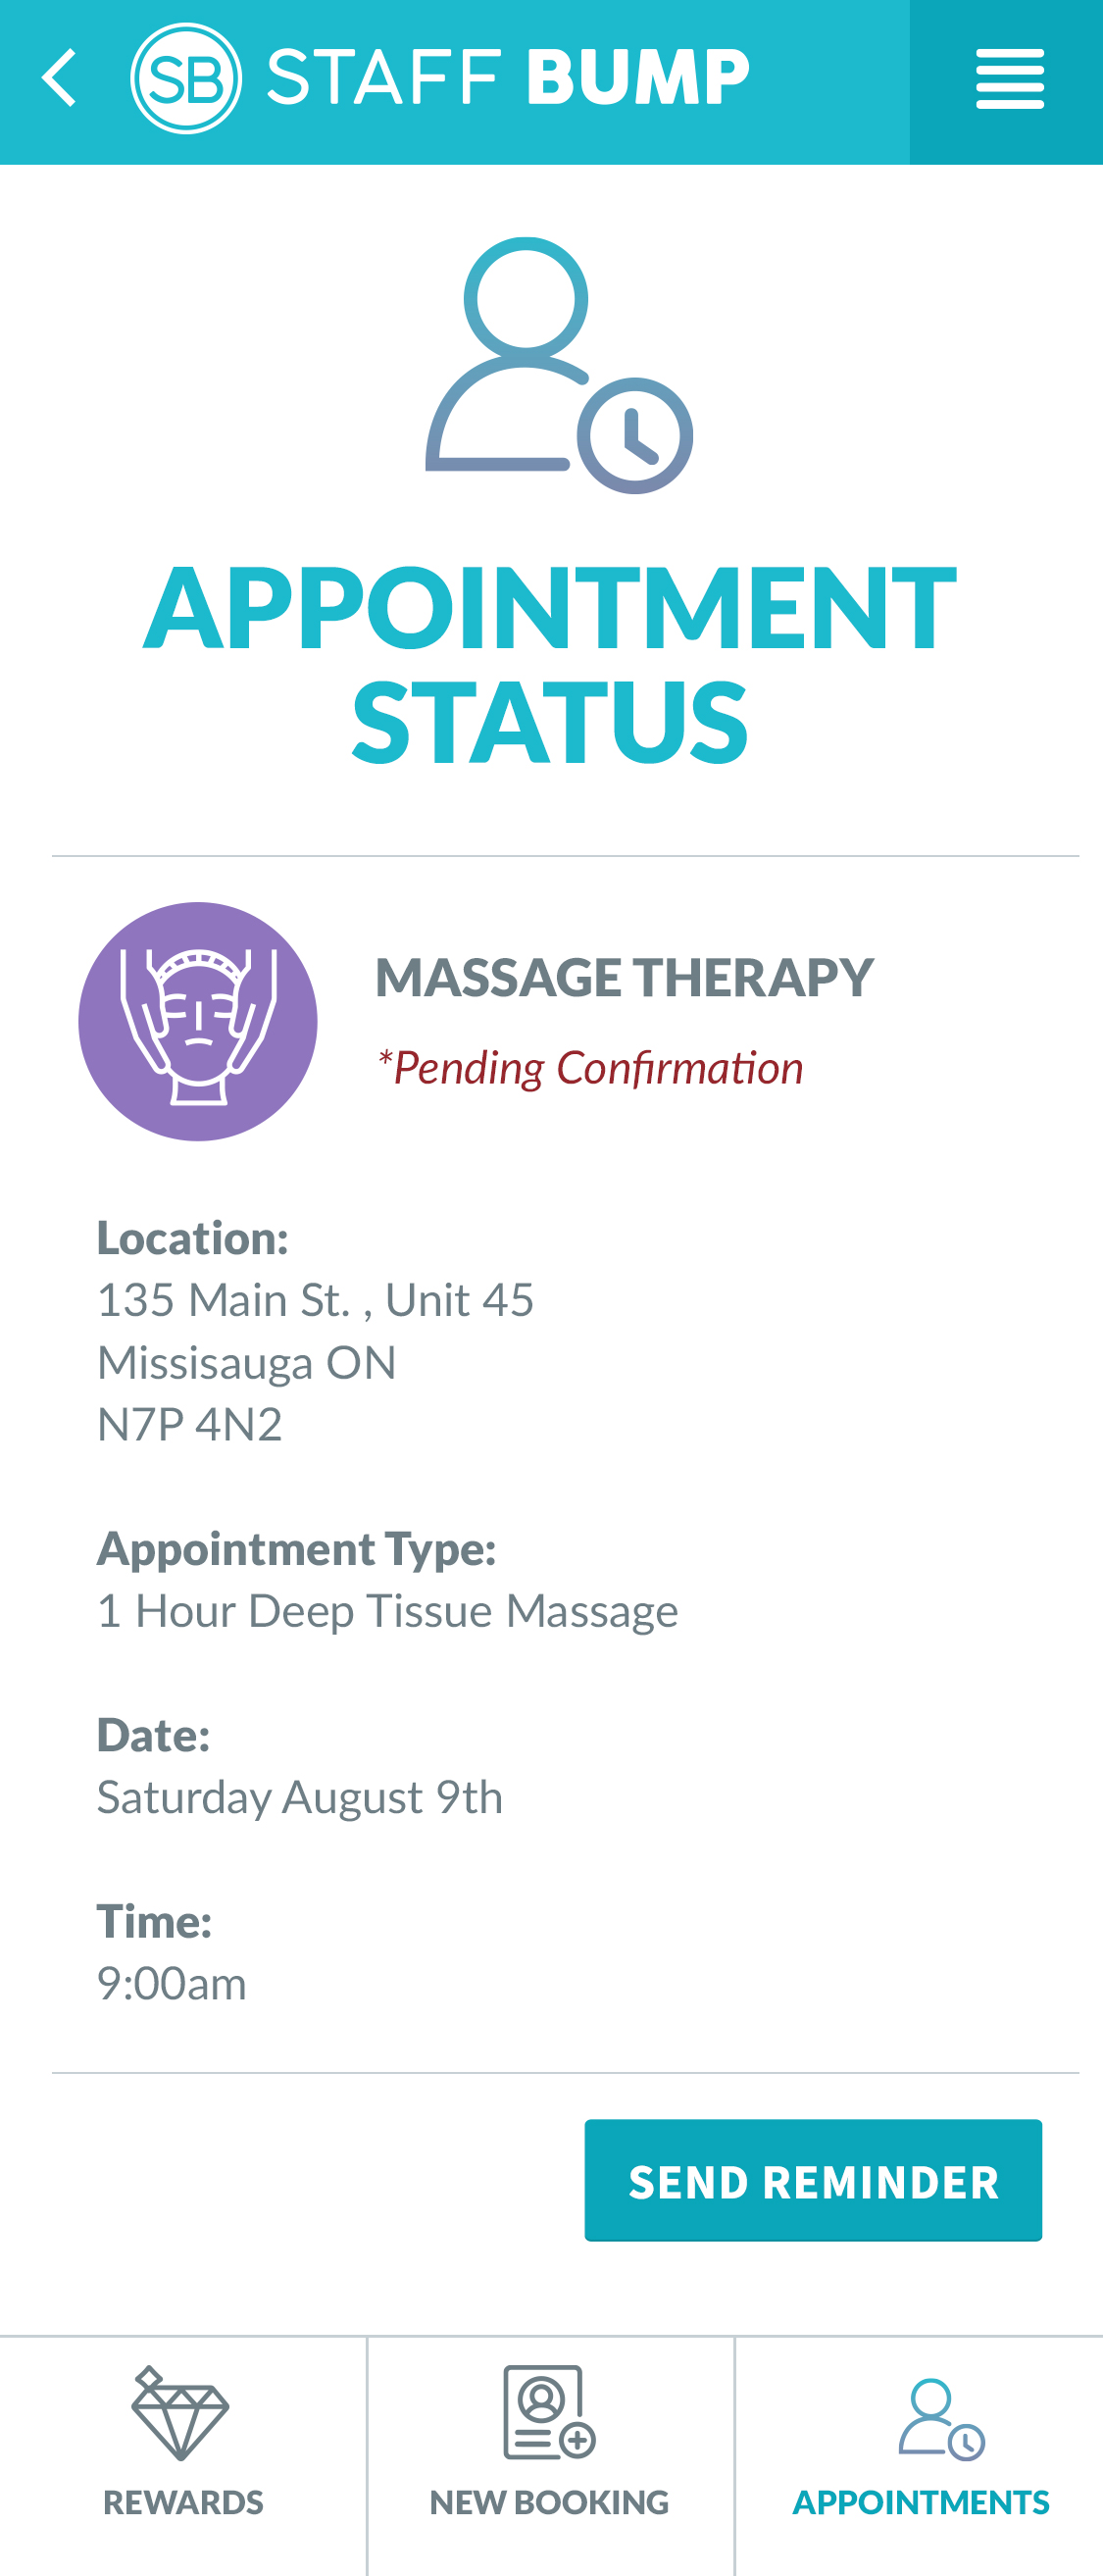 SB STAFF BUMP
APPOINTMENT
STATUS
MASSAGE THERAPY
*Pending Confirmation
Location:
135 Main St. , Unit 45
Missisauga ON
N7P 4N2
Appointment Type:
1 Hour Deep Tissue Massage
Date:
Saturday August 9th
Time:
9:00am
SEND REMINDER
REWARDS
NEW BOOKING
APPOINTMENTS